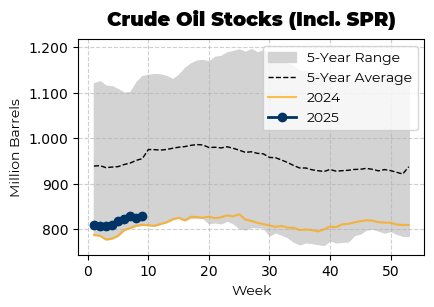 Crude Oil Stocks (Incl. SPR)
1.200
1.100
1.000
900
800
Million Barrels
5-Year Range
5-Year Average
2024
2025
0 10 20 30 40 50
Week